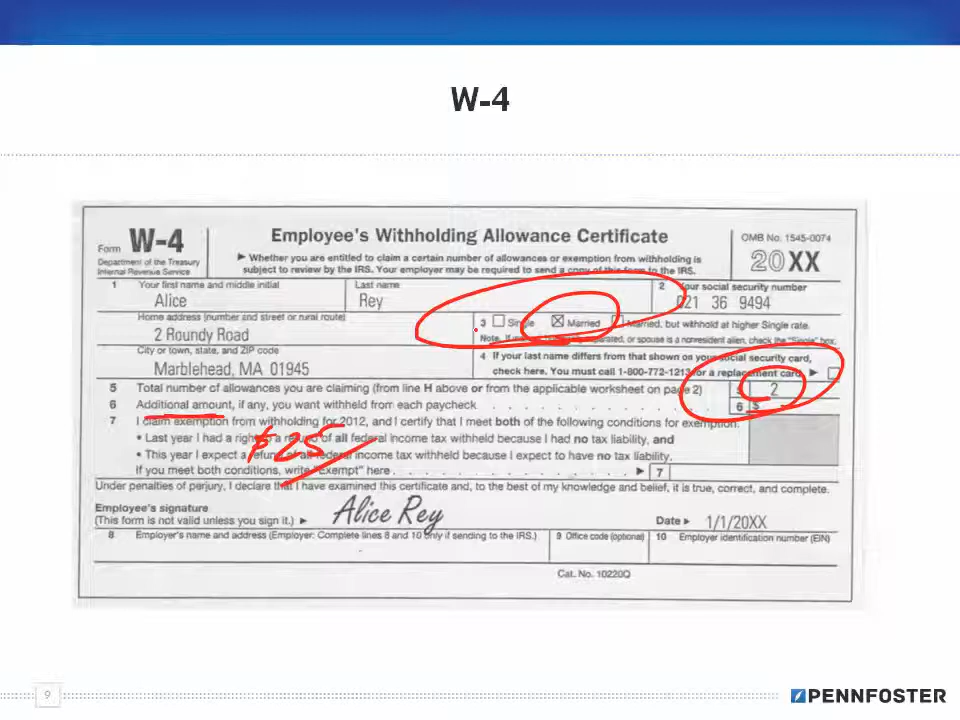 W-4
Form W-4
Department of the Treasury
Internal Revenue Service
Employee's Withholding Allowance Certificate
► Whether you are entitled to claim a certain number of allowances or exemption from withholding is
subject to review by the IRS. Your employer may be required to send a copy of this form to the IRS.
OMB No. 1545-0074
20XX
1 Your first name and middle initial
Alice
Last name
Rey
2 Your social security number
021 36 9494
Home address (number and street or rural route)
2 Roundy Road
3 Single Married Married, but withhold at higher Single rate.
Note. If separated, or spouse is a nonresident alien, check the "Single" box.
City or town, state, and ZIP code
Marblehead, MA 01945
4 If your last name differs from that shown on your social security card,
check here. You must call 1-800-772-1213 for a replacement card. ►
5 Total number of allowances you are claiming (from line H above or from the applicable worksheet on page 2) 5 2
6 Additional amount, if any, you want withheld from each paycheck . . . . . . . . . . . . . . 6 $
7 I claim exemption from withholding for 2012, and I certify that I meet both of the following conditions for exemption.
• Last year I had a right to a refund of all federal income tax withheld because I had no tax liability, and
$25
• This year I expect a refund of all federal income tax withheld because I expect to have no tax liability.
If you meet both conditions, write "Exempt" here . . . . . . . . . . . . . . . ► 7
Under penalties of perjury, I declare that I have examined this certificate and, to the best of my knowledge and belief, it is true, correct, and complete.
Employee's signature
(This form is not valid unless you sign it.) ► Alice Rey
Date ► 1/1/20XX
8 Employer's name and address (Employer: Complete lines 8 and 10 only if sending to the IRS.)
9 Office code (optional)
10 Employer identification number (EIN)
Cat. No. 10220Q
9
PENNFOSTER